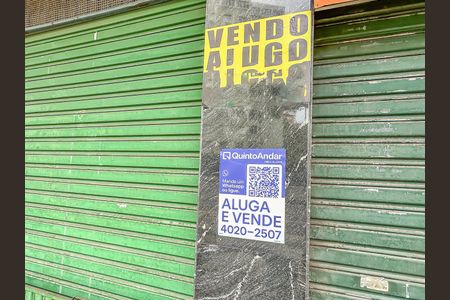 VENDO
ALUGO
QuintoAndar
Mande um
Whatsapp
ou ligue.
ALUGA
E VENDE
4020-2507